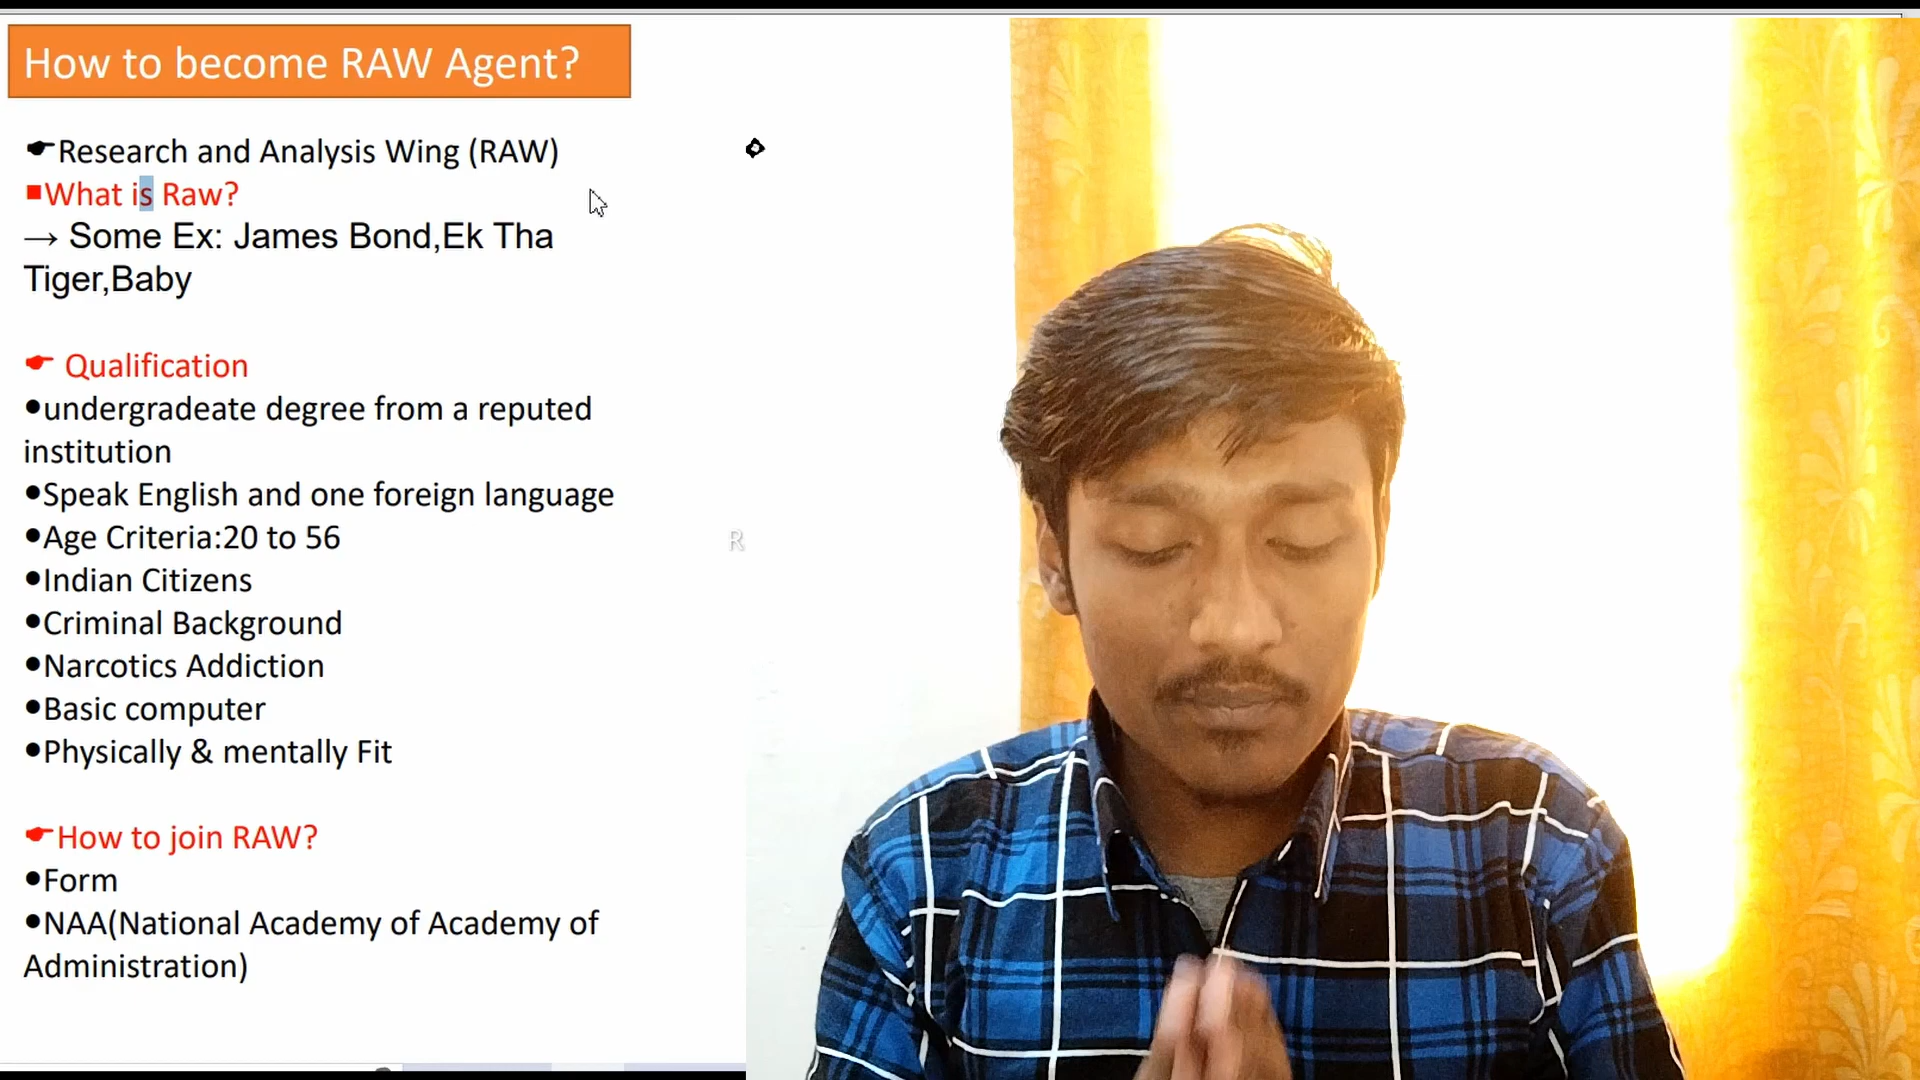 How to become RAW Agent?
Research and Analysis Wing (RAW)
What is Raw?
→ Some Ex: James Bond,Ek Tha
Tiger,Baby
Qualification
•undergradeate degree from a reputed
institution
•Speak English and one foreign language
•Age Criteria:20 to 56
•Indian Citizens
•Criminal Background
•Narcotics Addiction
•Basic computer
•Physically & mentally Fit
How to join RAW?
•Form
•NAA(National Academy of Academy of
Administration)
R